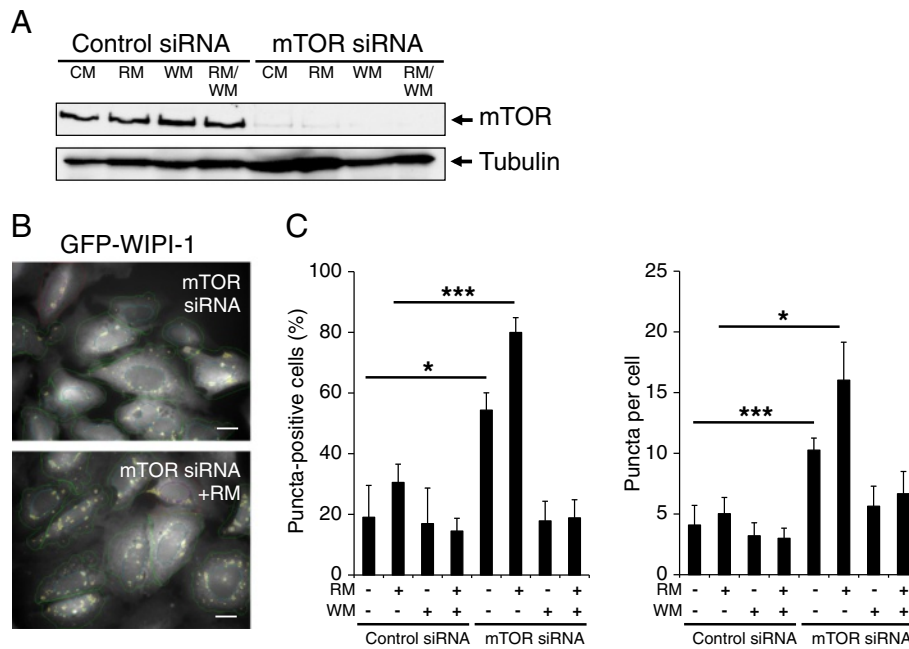 A
Control siRNA mTOR siRNA
CM RM WM RM/WM CM RM WM RM/WM
mTOR
Tubulin
B
GFP-WIPI-1
mTOR
siRNA
mTOR siRNA
+RM
C
Puncta-positive cells (%)
100
80
60
40
20
0
***
*
RM - + - + - + - +
WM - - + + - - + +
Control siRNA mTOR siRNA
Puncta per cell
25
20
15
10
5
0
*
***
RM - + - + - + - +
WM - - + + - - + +
Control siRNA mTOR siRNA